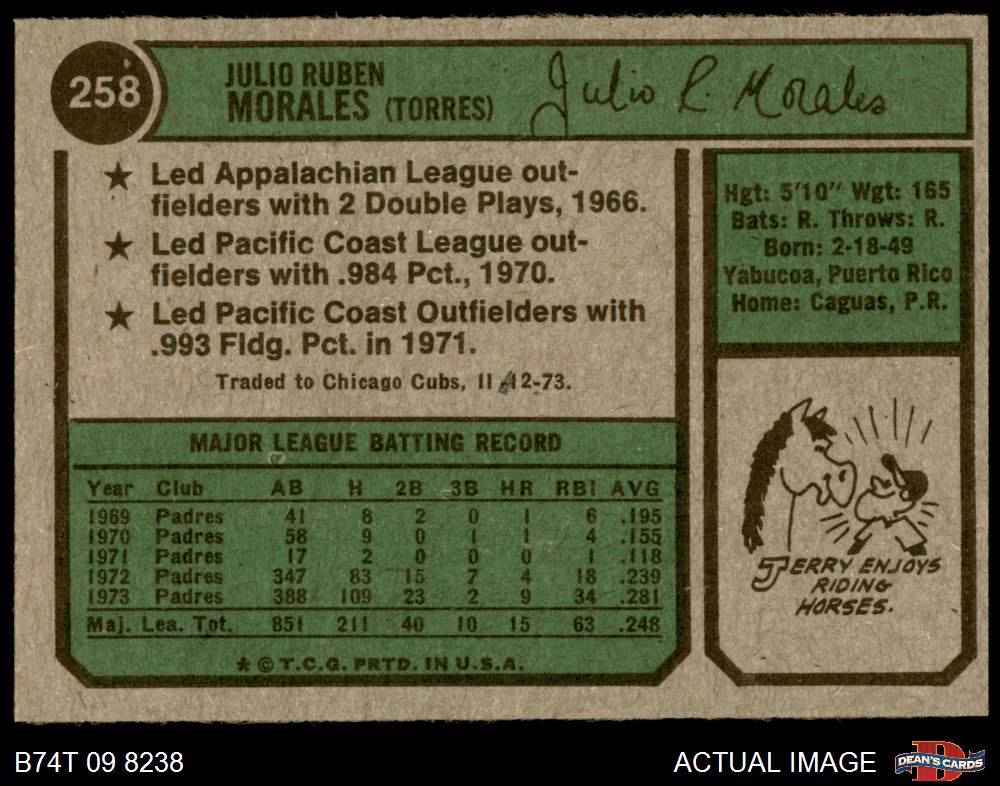 258
JULIO RUBEN
MORALES (TORRES)
Julio R. Morales
★ Led Appalachian League out-
fielders with 2 Double Plays, 1966.
★ Led Pacific Coast League out-
fielders with .984 Pct., 1970.
★ Led Pacific Coast Outfielders with
.993 Fldg. Pct. in 1971.
Traded to Chicago Cubs, 11-12-73.
Hgt: 5'10" Wgt: 165
Bats: R. Throws: R.
Born: 2-18-49
Yabucoa, Puerto Rico
Home: Caguas, P.R.
MAJOR LEAGUE BATTING RECORD
Year Club AB H 2B 3B HR RBI AVG
1969 Padres 41 8 2 0 1 6 .195
1970 Padres 58 9 0 1 1 4 .155
1971 Padres 17 2 0 0 0 1 .118
1972 Padres 347 83 15 7 4 18 .239
1973 Padres 388 109 23 2 9 34 .281
Maj. Lea. Tot. 851 211 40 10 15 63 .248
* © T.C.G. PRTD. IN U.S.A.
JERRY ENJOYS
RIDING
HORSES.
B74T 09 8238
ACTUAL IMAGE
D
DEAN'S CARDS